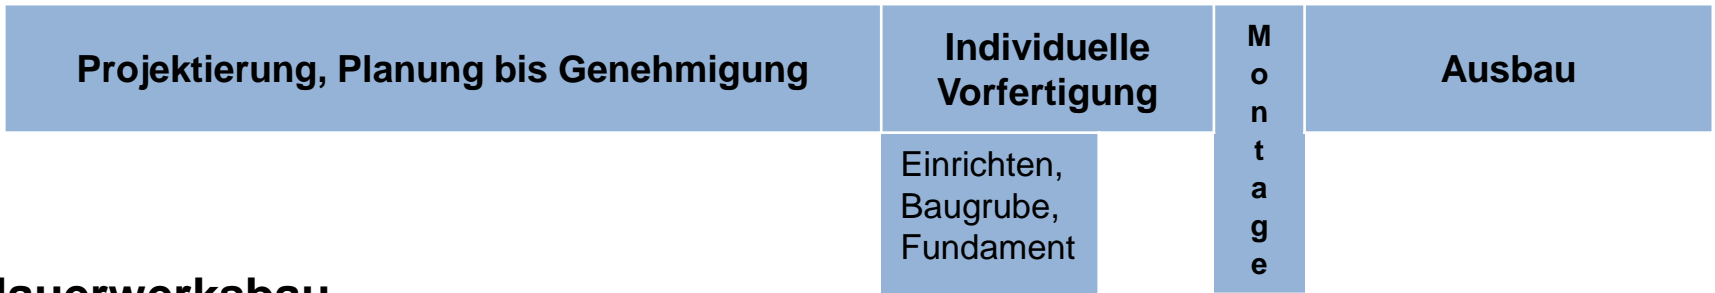 Projektierung, Planung bis Genehmigung
Individuelle
Vorfertigung
M
o
n
t
a
g
e
Ausbau
Einrichten,
Baugrube,
Fundament